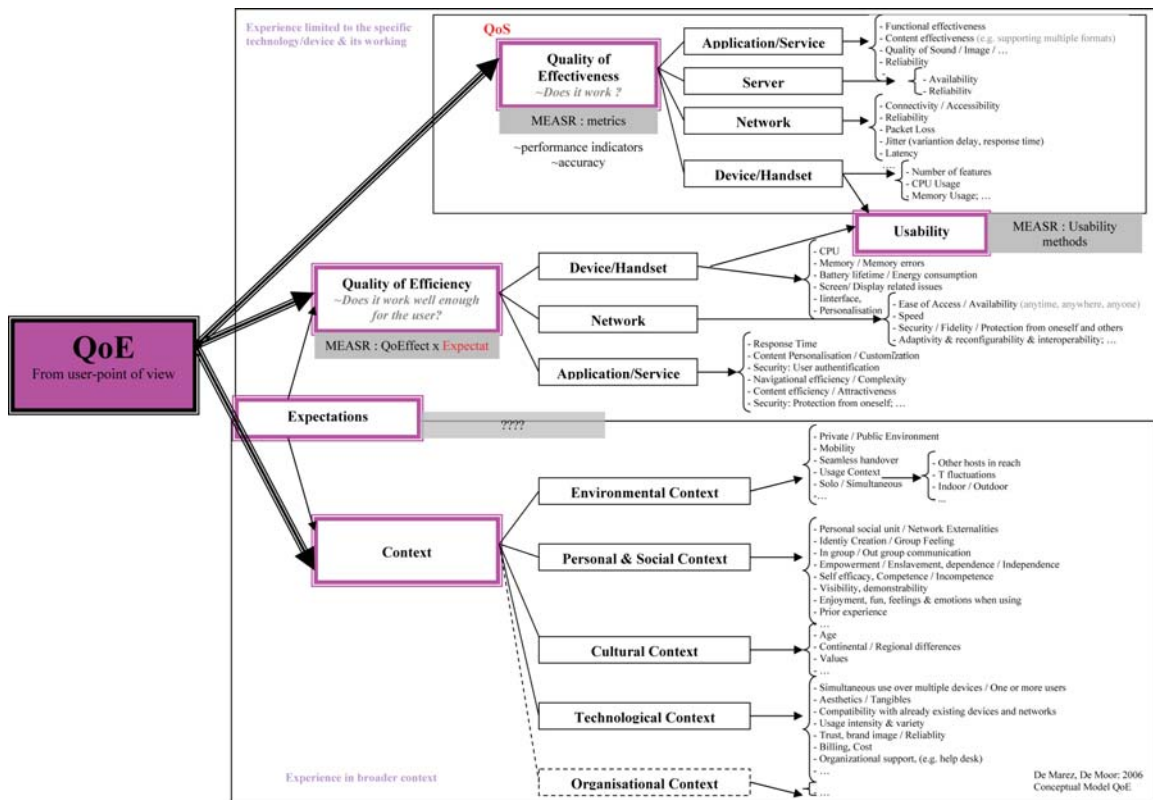 Experience limited to the specific
technology/device & its working
QoS
Quality of
Effectiveness
~Does it work ?
MEASR : metrics
~performance indicators
~accuracy
Application/Service
- Functional effectiveness
- Content effectiveness (e.g. supporting multiple formats)
- Quality of Sound / Image / …
- Reliability
Server
- Availability
- Reliability
Network
- Connectivity / Accessibility
- Reliability
- Packet Loss
- Jitter (variantion delay, response time)
- Latency
Device/Handset
- Number of features
- CPU Usage
- Memory Usage; …
Usability
MEASR : Usability
methods
QoE
From user-point of view
Quality of Efficiency
~Does it work well enough
for the user?
MEASR : QoEffect x Expectat
Device/Handset
- CPU
- Memory / Memory errors
- Battery lifetime / Energy consumption
- Screen/ Display related issues
- Iinterface,
- Personalisation
Network
- Ease of Access / Availability (anytime, anywhere, anyone)
- Speed
- Security / Fidelity / Protection from oneself and others
- Adaptivity & reconfigurability & interoperability; …
Application/Service
- Response Time
- Content Personalisation / Customization
- Security: User authentification
- Navigational efficiency / Complexity
- Content efficiency / Attractiveness
- Security: Protection from oneself; …
Expectations
????
Context
Environmental Context
- Private / Public Environment
- Mobility
- Seamless handover
- Usage Context
- Solo / Simultaneous
-…
- Other hosts in reach
- T fluctuations
- Indoor / Outdoor
...
Personal & Social Context
- Personal social unit / Network Externalities
- Identiy Creation / Group Feeling
- In group / Out group communication
- Empowerment / Enslavement, dependence / Independence
- Self efficacy, Competence / Incompetence
- Visibility, demonstrability
- Enjoyment, fun, feelings & emotions when using
- Prior experience
- …
Cultural Context
- Age
- Continental / Regional differences
- Values
- …
Technological Context
- Simultaneous use over multiple devices / One or more users
- Aesthetics / Tangibles
- Compatibility with already existing devices and networks
- Usage intensity & variety
- Trust, brand image / Reliablity
- Billing, Cost
- Organizational support, (e.g. help desk)
- …
Organisational Context
- …
Experience in broader context
De Marez, De Moor: 2006
Conceptual Model QoE